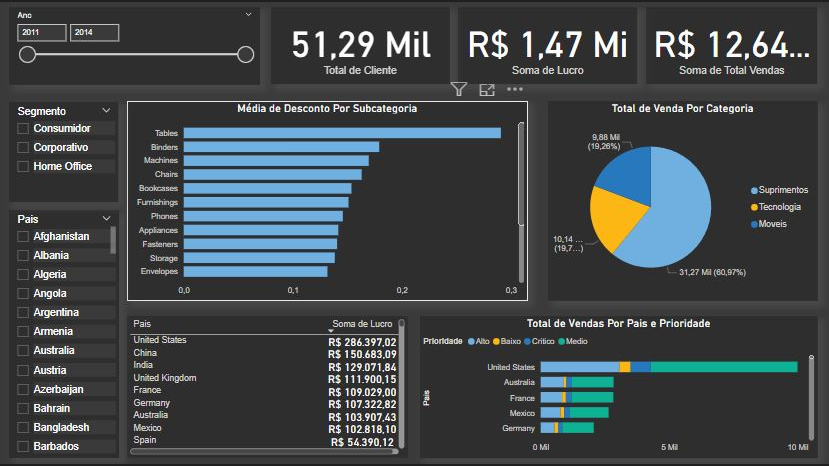 Ano
2011
2014
51,29 Mil
Total de Cliente
R$ 1,47 Mi
Soma de Lucro
R$ 12,64...
Soma de Total Vendas
Segmento
Consumidor
Corporativo
Home Office
Média de Desconto Por Subcategoria
Tables
Binders
Machines
Chairs
Bookcases
Furnishings
Phones
Appliances
Fasteners
Storage
Envelopes
0,0 0,1 0,2 0,3
Total de Venda Por Categoria
9,88 Mil
(19,26%)
10,14 ...
(19,7...)
31,27 Mil (60,97%)
Suprimentos
Tecnologia
Moveis
Pais
Afghanistan
Albania
Algeria
Angola
Argentina
Armenia
Australia
Austria
Azerbaijan
Bahrain
Bangladesh
Barbados
Pais Soma de Lucro
United States R$ 286.397,02
China R$ 150.683,09
India R$ 129.071,84
United Kingdom R$ 111.900,15
France R$ 109.029,00
Germany R$ 107.322,82
Australia R$ 103.907,43
Mexico R$ 102.818,10
Spain R$ 54.390,12
Total de Vendas Por Pais e Prioridade
Prioridade Alto Baixo Critico Medio
Pais
United States
Australia
France
Mexico
Germany
0 Mil 5 Mil 10 Mil